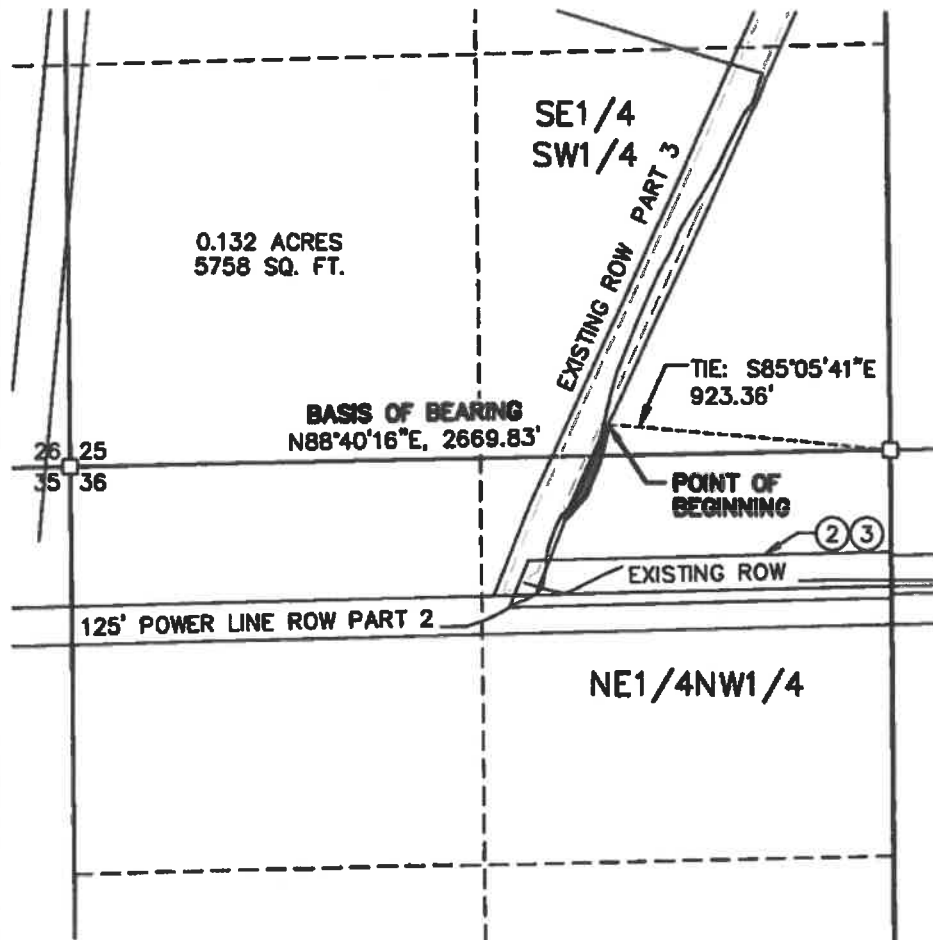 SE1/4
SW1/4
EXISTING ROW PART 3
0.132 ACRES
5758 SQ. FT.
TIE: S85°05'41"E
923.36'
BASIS OF BEARING
N88°40'16"E, 2669.83'
26 25
35 36
POINT OF
BEGINNING
2 3
EXISTING ROW
125' POWER LINE ROW PART 2
NE1/4NW1/4